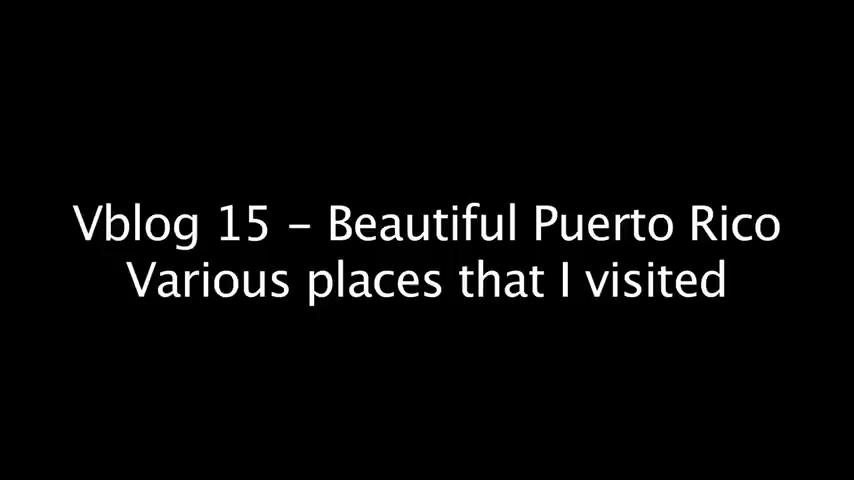 Vblog 15 - Beautiful Puerto Rico
Various places that I visited